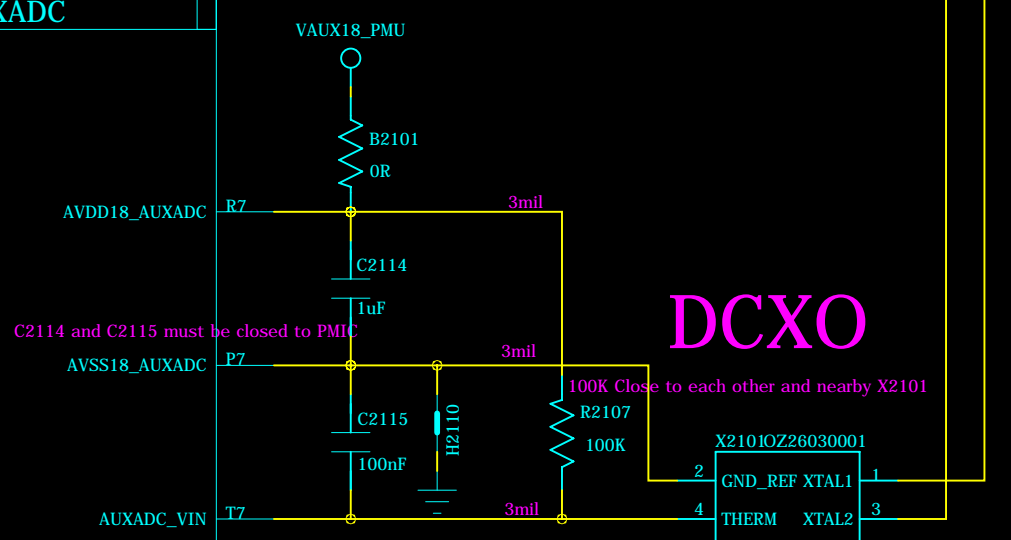 XADC
VAUX18_PMU
B2101
0R
AVDD18_AUXADC
R7
3mil
C2114
1uF
C2114 and C2115 must be closed to PMIC
DCXO
AVSS18_AUXADC
P7
3mil
100K Close to each other and nearby X2101
C2115
100nF
H2110
R2107
100K
X2101OZ26030001
2
GND_REF
XTAL1
1
AUXADC_VIN
T7
3mil
4
THERM
XTAL2
3